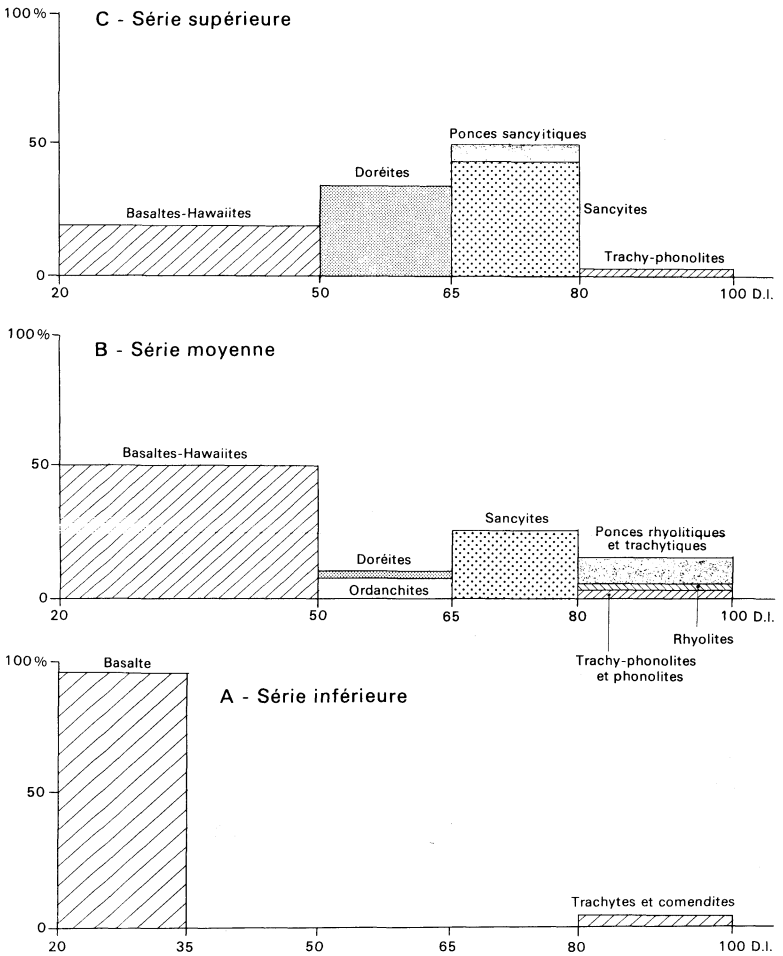 100 %
C - Série supérieure
Ponces sancyitiques
50
Doréites
Basaltes-Hawaiites
Sancyites
Trachy-phonolites
0
20 50 65 80 100 D.I.
100 %
B - Série moyenne
50
Basaltes-Hawaiites
Sancyites
Ponces rhyolitiques
et trachytiques
Doréites
Ordanchites
0
20 50 65 80 100 D.I.
Rhyolites
Trachy-phonolites
et phonolites
100 %
Basalte
A - Série inférieure
50
Trachytes et comendites
0
20 35 50 65 80 100 D.I.